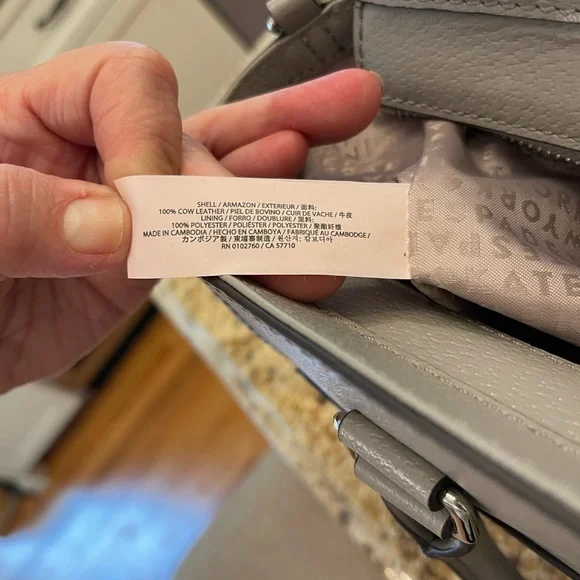 SHELL / ARMAZON / EXTERIEUR / 面料:
100% COW LEATHER / PIEL DE BOVINO / CUIR DE VACHE / 牛皮
LINING / FORRO / DOUBLURE / 里料:
100% POLYESTER / POLIÉSTER / POLYESTER / 聚酯纤维
MADE IN CAMBODIA / HECHO EN CAMBOYA / FABRIQUÉ AU CAMBODGE /
カンボジア製 / 柬埔寨制造 / 원산지: 캄보디아
RN 0102760 / CA 57710
YORK
ATE